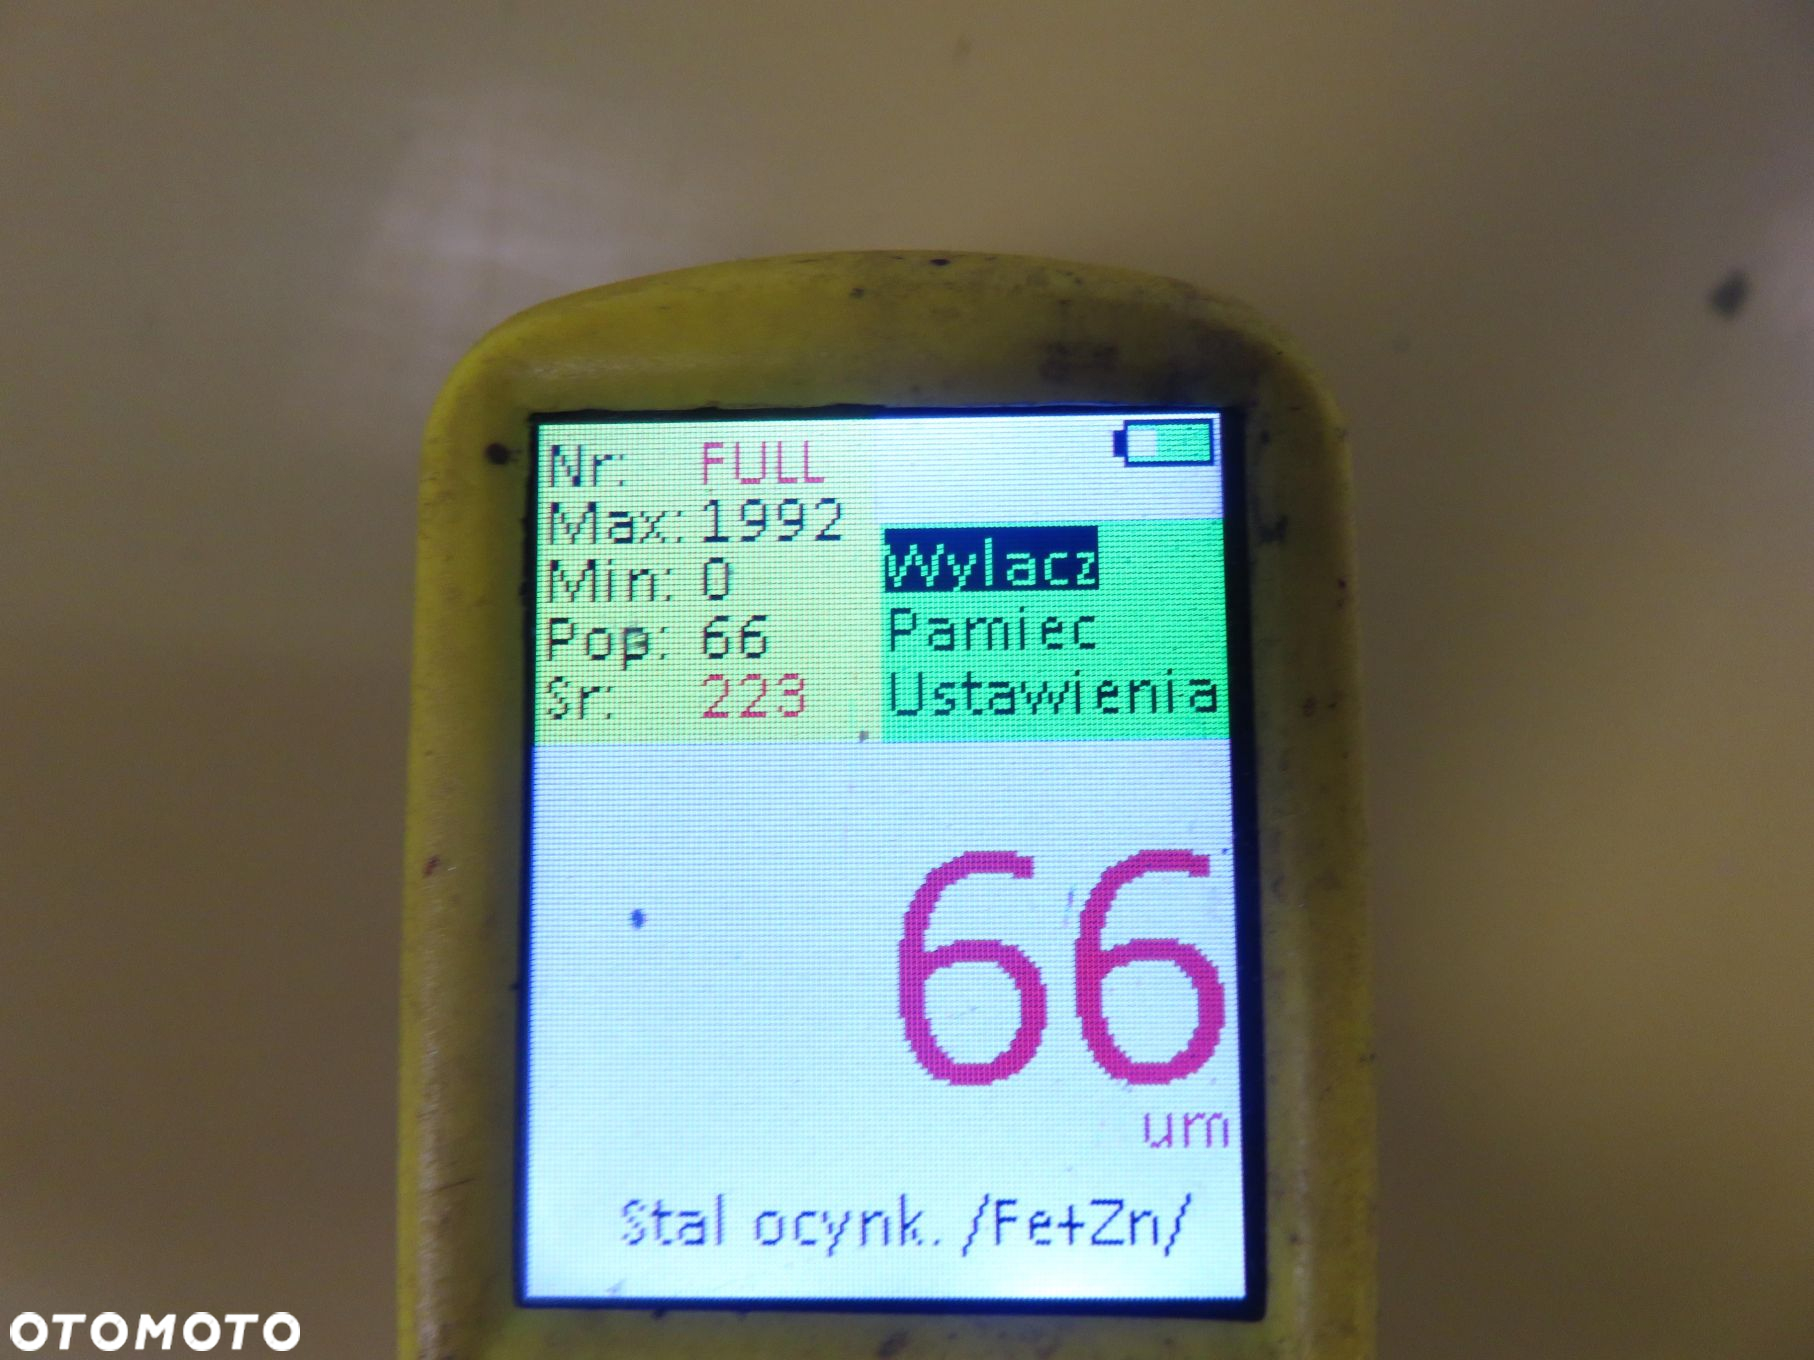 Nr: FULL
Max: 1992
Min: 0
Pop: 66
Sr: 223
Wylacz
Pamiec
Ustawienia
66
um
Stal ocynk. /Fe+Zn/
OTOMOTO